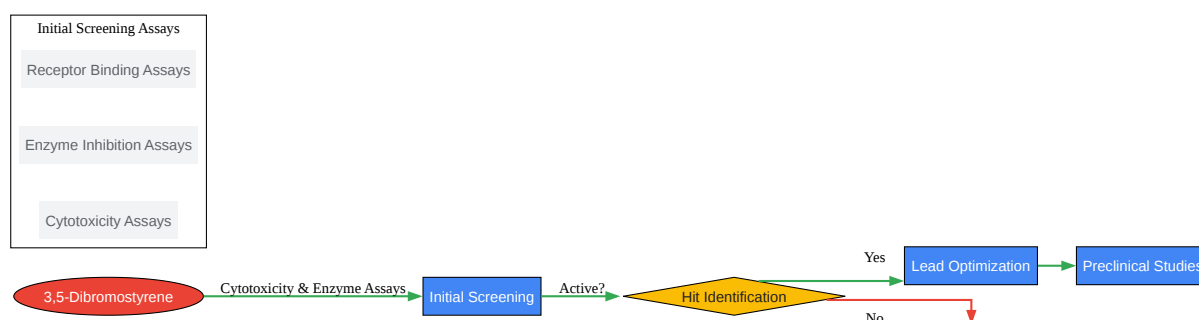 Initial Screening Assays
Receptor Binding Assays
Enzyme Inhibition Assays
Cytotoxicity Assays
3,5-Dibromostyrene
Cytotoxicity & Enzyme Assays
Initial Screening
Active?
Hit Identification
Yes
No
Lead Optimization
Preclinical Studies